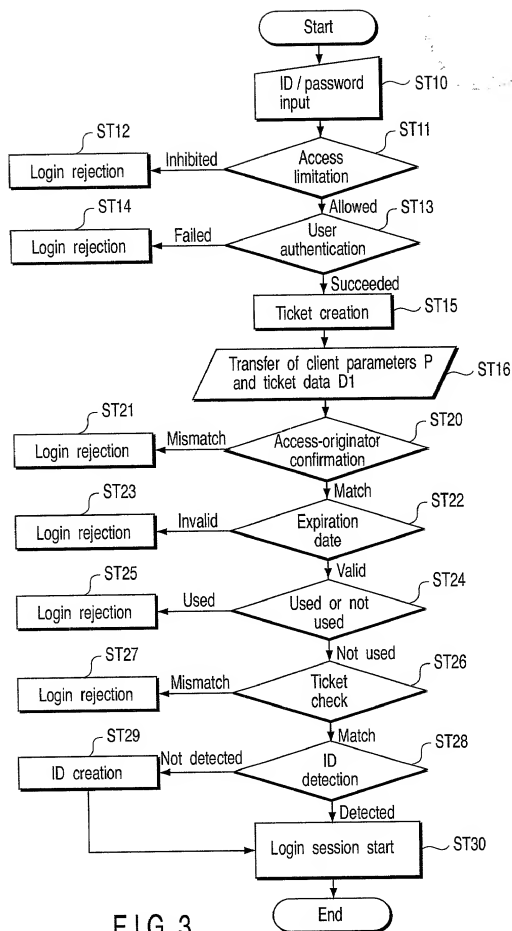 Start
ID / password
input
ST10
ST12
ST11
Login rejection
Inhibited
Access
limitation
ST14
Allowed
ST13
Login rejection
Failed
User
authentication
Succeeded
Ticket creation
ST15
Transfer of client parameters P
and ticket data D1
ST16
ST21
ST20
Login rejection
Mismatch
Access-originator
confirmation
ST23
Match
ST22
Login rejection
Invalid
Expiration
date
ST25
Valid
ST24
Login rejection
Used
Used or not
used
ST27
Not used
ST26
Login rejection
Mismatch
Ticket
check
ST29
Match
ST28
ID creation
Not detected
ID
detection
Detected
Login session start
ST30
End
FIG. 3